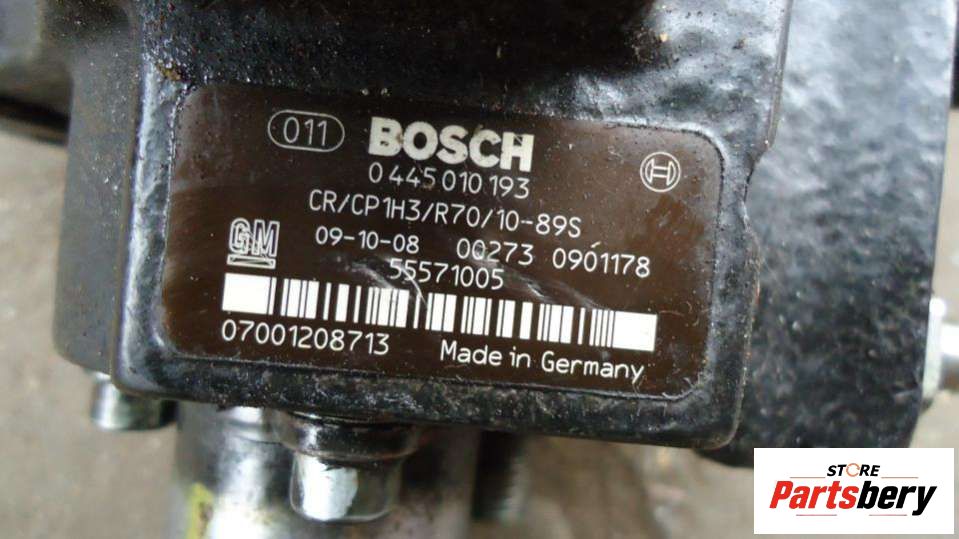 011 BOSCH
0 445 010 193
CR/CP1H3/R70/10-89S
GM 09-10-08 00273 0901178
55571005
07001208713 Made in Germany
STORE
Partsbery